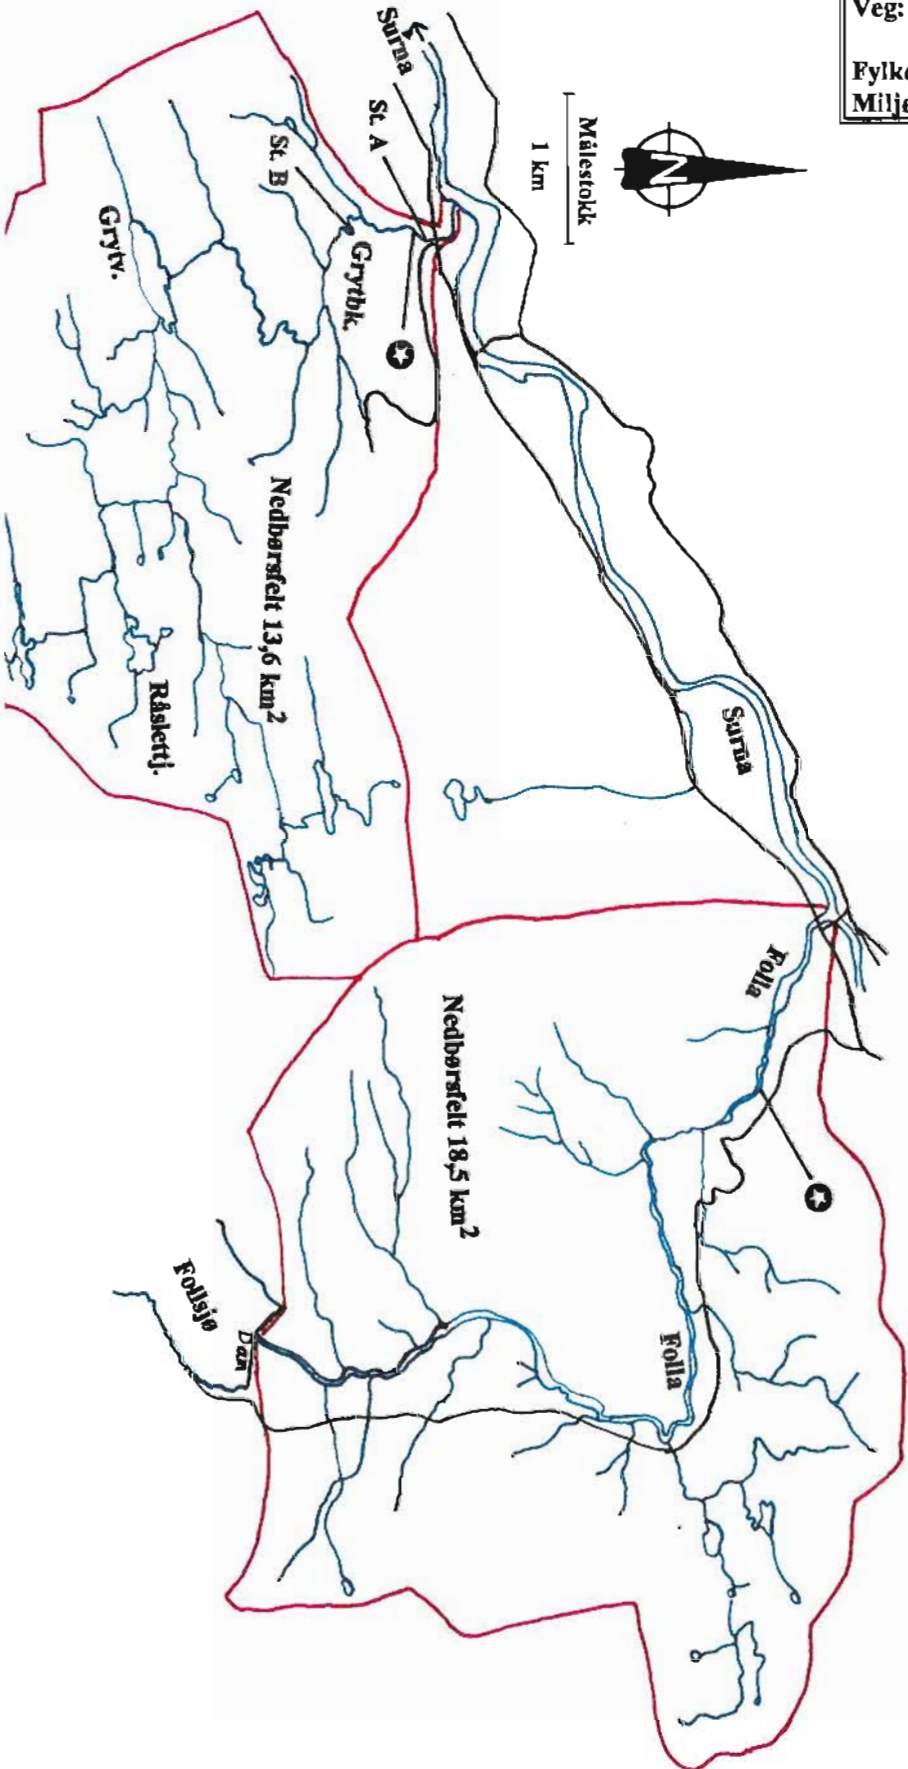 Veg:
Fylke
Milje
N
Målestokk
1 km
Surna
St. A
St. B
Grytbk.
Grytv.
Nedbørsfelt 13,6 km2
Råslettj.
Surna
Folla
Nedbørsfelt 18,5 km2
Folla
Follsjø
Dam